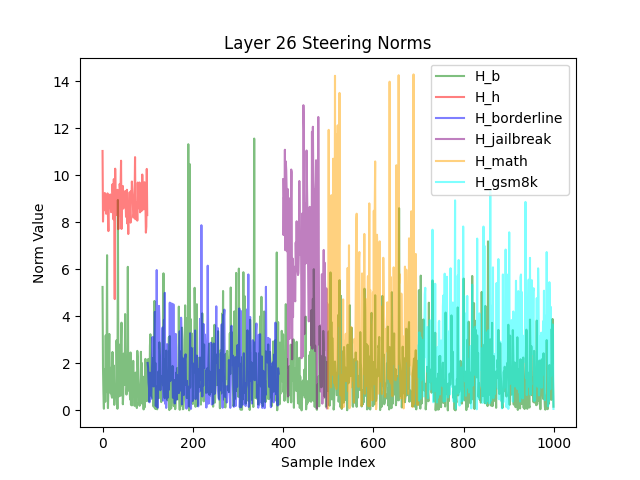 Layer 26 Steering Norms
14
12
10
8
6
4
2
0
Norm Value
H_b
H_h
H_borderline
H_jailbreak
H_math
H_gsm8k
0
200
400
600
800
1000
Sample Index